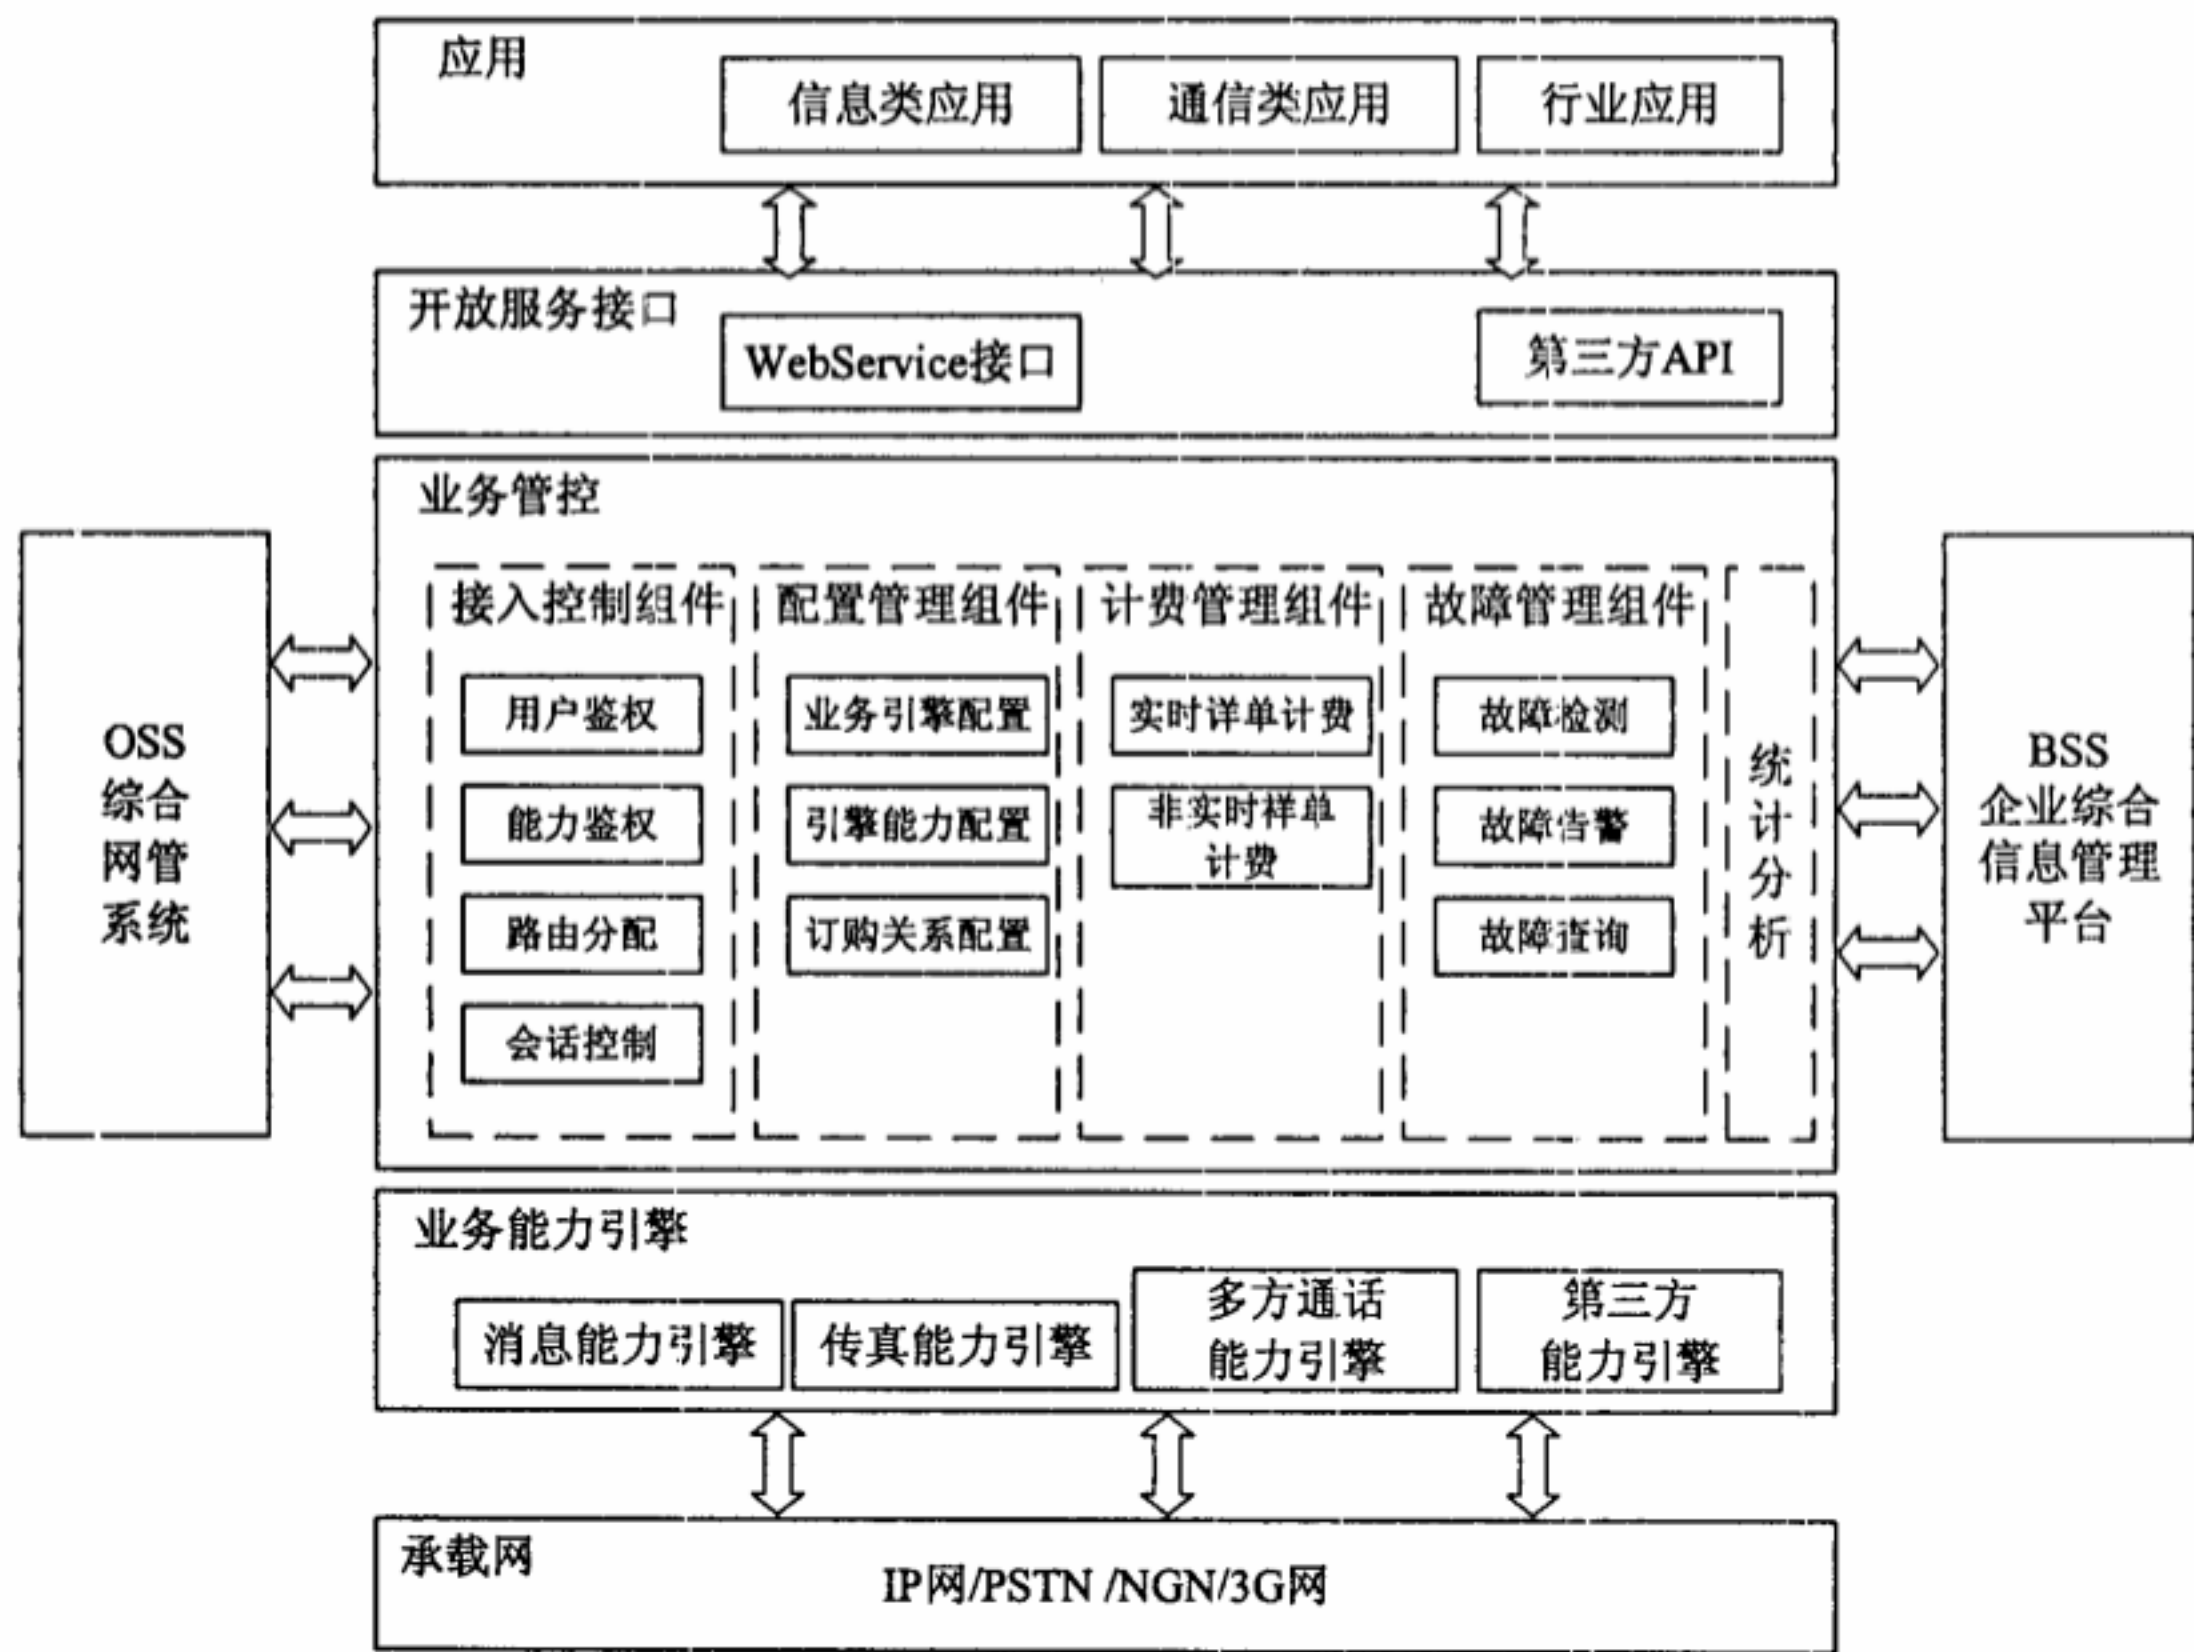 应用
信息类应用
通信类应用
行业应用
开放服务接口
WebService接口
第三方API
业务管控
接入控制组件
用户鉴权
能力鉴权
路由分配
会话控制
配置管理组件
业务引擎配置
引擎能力配置
订购关系配置
计费管理组件
实时详单计费
非实时祥单
计费
故障管理组件
故障检测
故障告警
故障查询
统
计
分
析
OSS
综合
网管
系统
BSS
企业综合
信息管理
平台
业务能力引擎
消息能力引擎
传真能力引擎
多方通话
能力引擎
第三方
能力引擎
承载网
IP网/PSTN /NGN/3G网